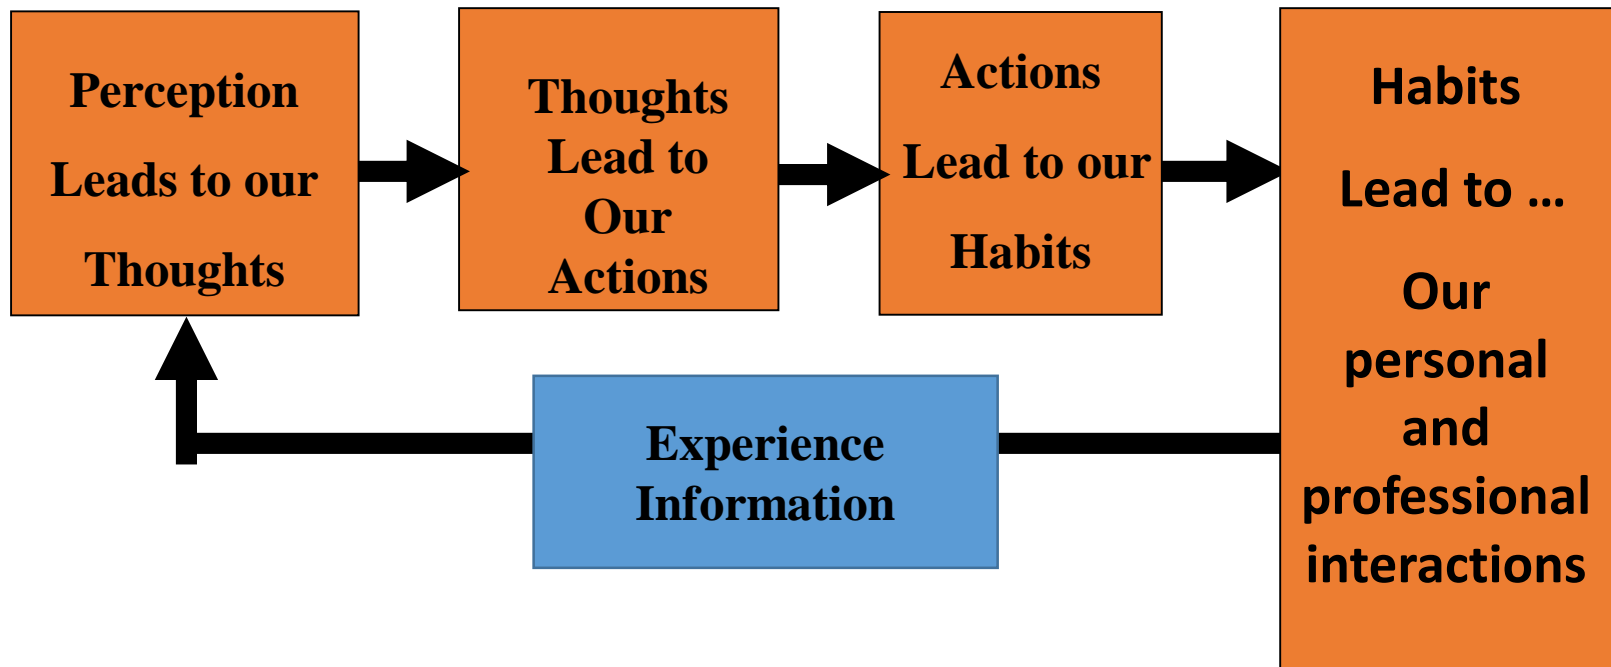 Perception
Leads to our
Thoughts
Thoughts
Lead to
Our
Actions
Actions
Lead to our
Habits
Habits
Lead to ...
Our
personal
and
professional
interactions
Experience
Information